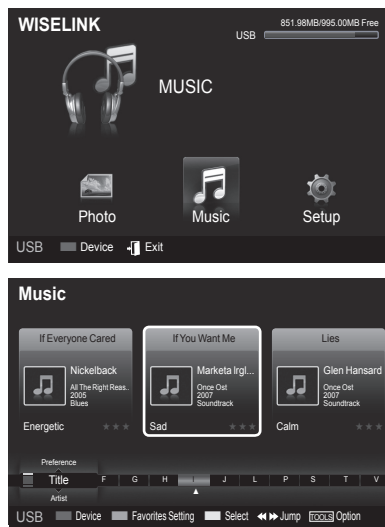 WISELINK
851.98MB/995.00MB Free
USB
MUSIC
Photo
Music
Setup
USB
Device
Exit
Music
If Everyone Cared
Nickelback
All The Right Reas..
2005
Blues
Energetic
If You Want Me
Marketa Irgl...
Once Ost
2007
Soundtrack
Sad
Lies
Glen Hansard
Once Ost
2007
Soundtrack
Calm
Preference
Title F G H I J L P S T V
Artist
USB Device Favorites Setting Select Jump TOOLS Option